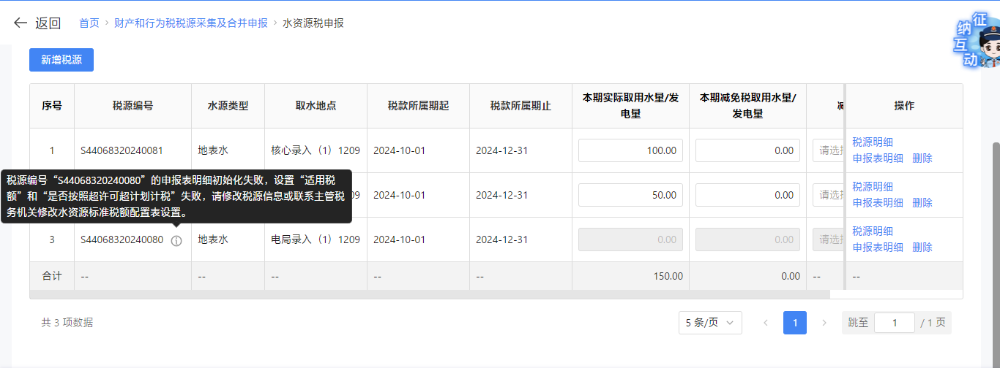 返回 首页 > 财产和行为税税源采集及合并申报 > 水资源税申报
征
纳
互
动
新增税源
序号 税源编号 水源类型 取水地点 税款所属期起 税款所属期止 本期实际取用水量/发电量 本期减免税取用水量/发电量 操作
1 S44068320240081 地表水 核心录入（1）1209 2024-10-01 2024-12-31 100.00 0.00 请选择 税源明细
申报表明细 删除
税源编号“S44068320240080”的申报表明细初始化失败，设置“适用税
额”和“是否按照超许可超计划计税”失败，请修改税源信息或联系主管税
务机关修改水资源标准税额配置表设置。
09 2024-10-01 2024-12-31 50.00 0.00 请选 税源明细
申报表明细 删除
3 S44068320240080 地表水 电局录入（1）1209 2024-10-01 2024-12-31 0.00 0.00 请选 税源明细
申报表明细 删除
合计 -- -- -- -- -- 150.00 0.00 -- --
共 3 项数据 5 条/页 1 跳至 1 / 1 页